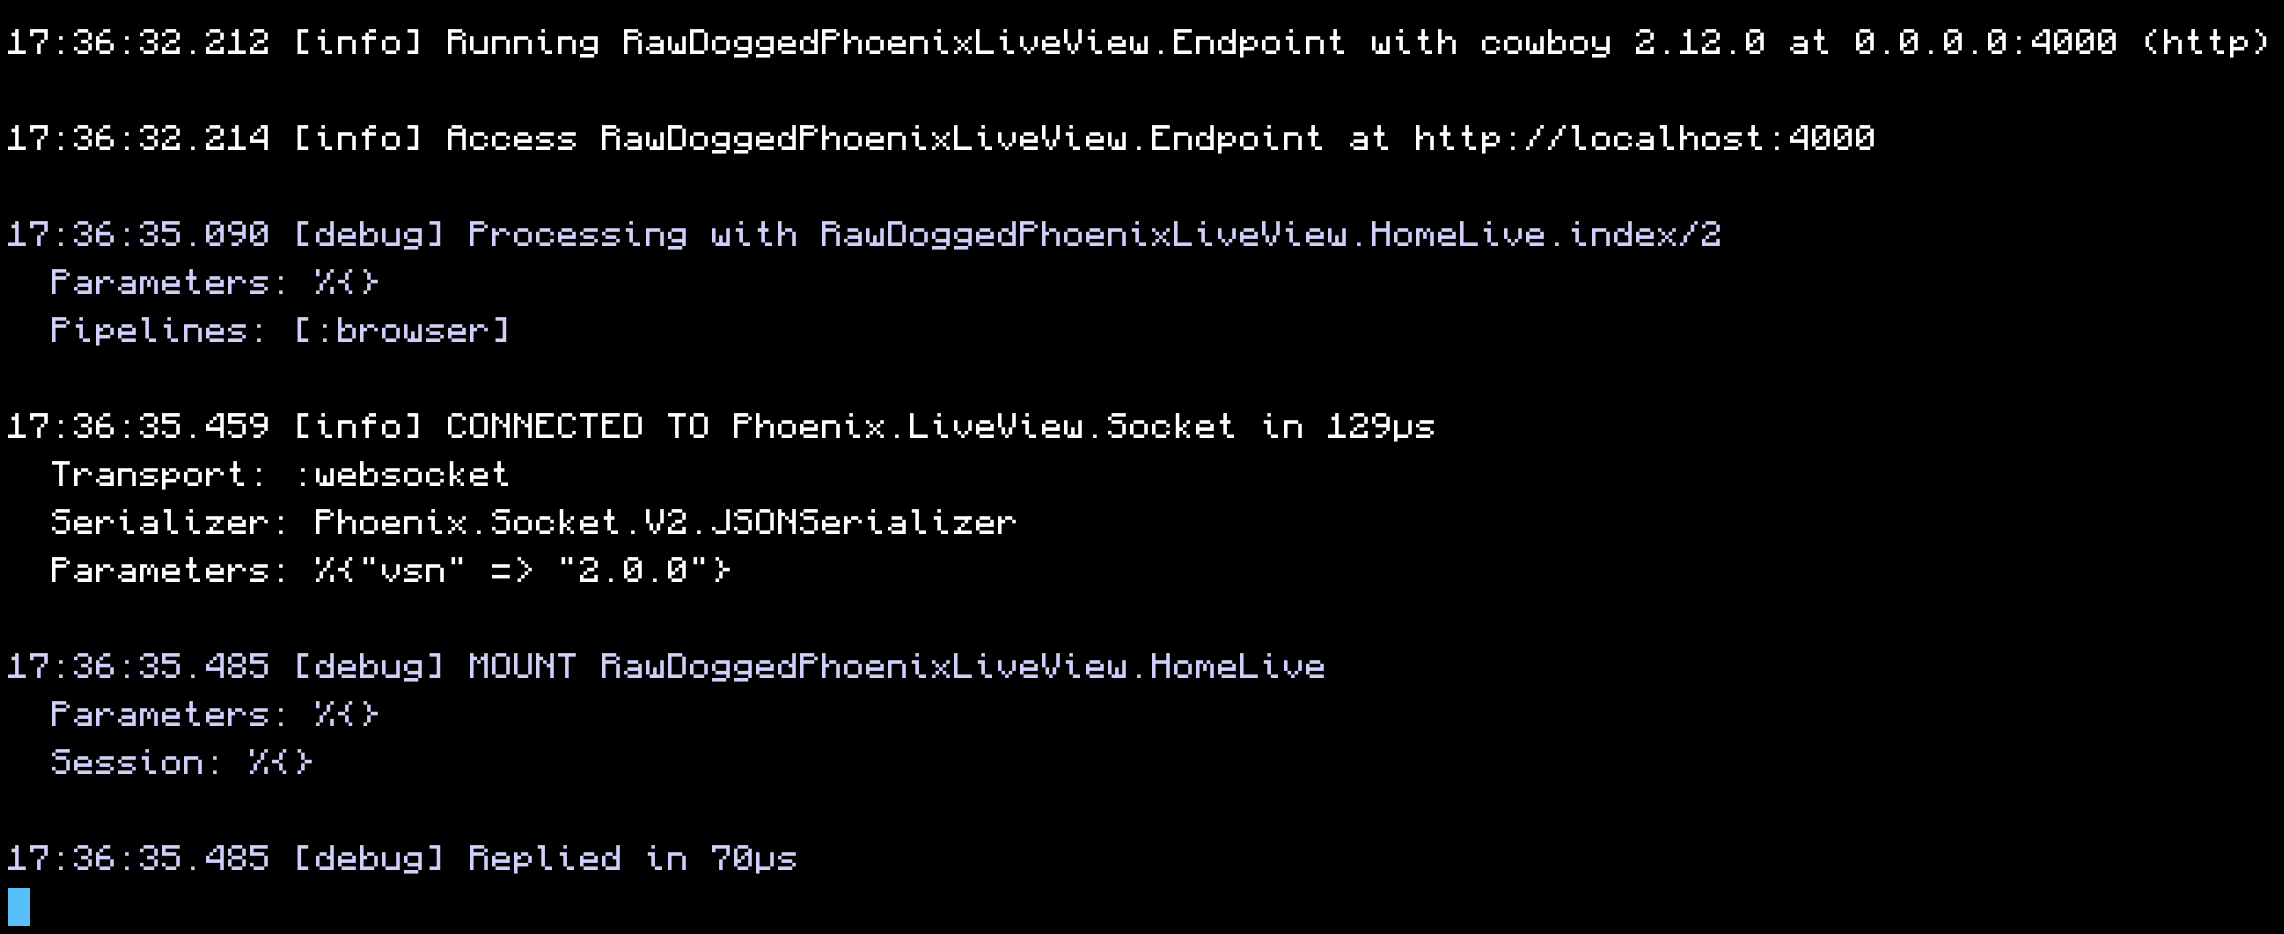 17:36:32.212 [info] Running RawDoggedPhoenixLiveView.Endpoint with cowboy 2.12.0 at 0.0.0.0:4000 (http)
17:36:32.214 [info] Access RawDoggedPhoenixLiveView.Endpoint at http://localhost:4000
17:36:35.090 [debug] Processing with RawDoggedPhoenixLiveView.HomeLive.index/2
  Parameters: %{}
  Pipelines: [:browser]
17:36:35.459 [info] CONNECTED TO Phoenix.LiveView.Socket in 129µs
  Transport: :websocket
  Serializer: Phoenix.Socket.V2.JSONSerializer
  Parameters: %{"vsn" => "2.0.0"}
17:36:35.485 [debug] MOUNT RawDoggedPhoenixLiveView.HomeLive
  Parameters: %{}
  Session: %{}
17:36:35.485 [debug] Replied in 70µs